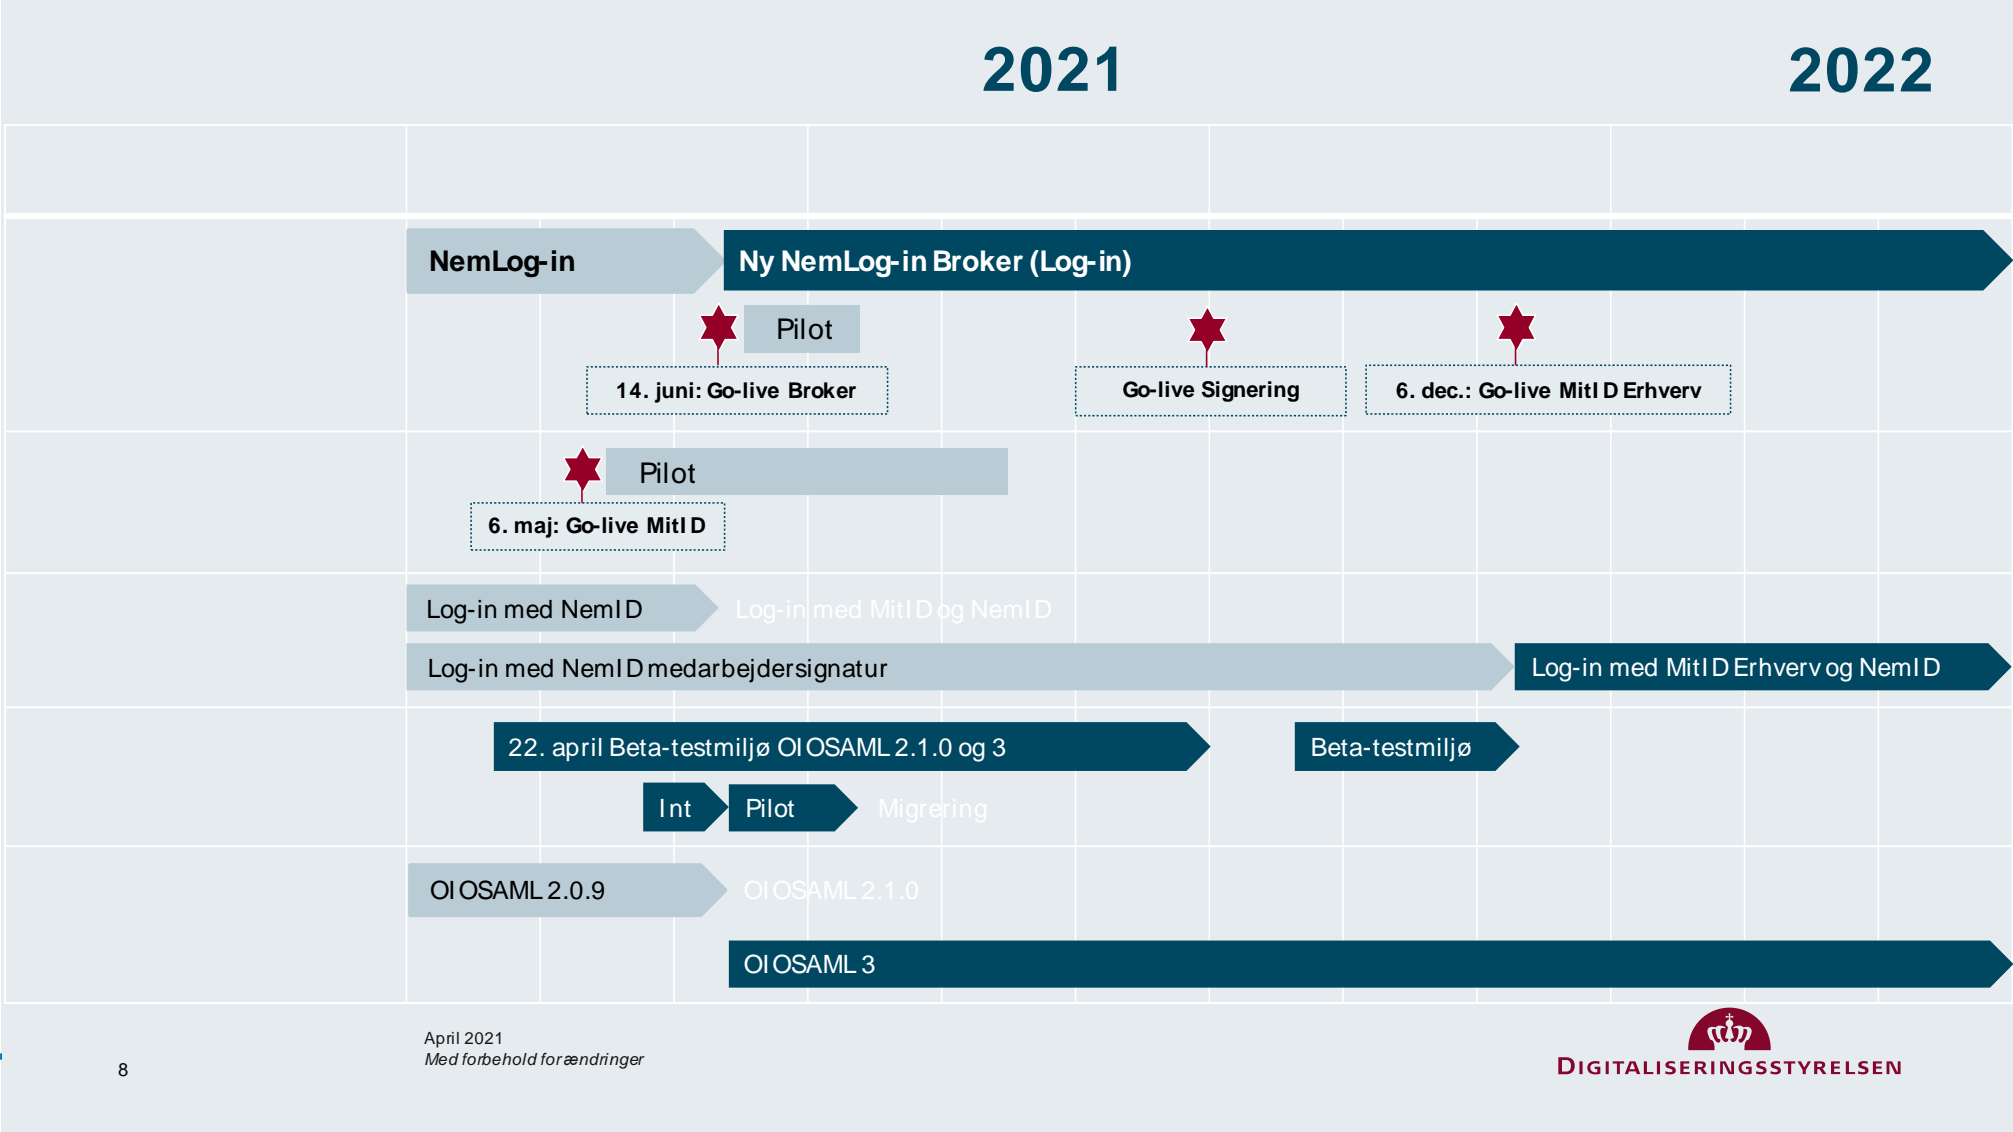 2021
2022
NemLog-in
Ny NemLog-in Broker (Log-in)
Pilot
14. juni: Go-live Broker
Go-live Signering
6. dec.: Go-live MitID Erhverv
Pilot
6. maj: Go-live MitID
Log-in med NemID
Log-in med MitID og NemID
Log-in med NemID medarbejdersignatur
Log-in med MitID Erhverv og NemID
22. april Beta-testmiljø OIOSAML 2.1.0 og 3
Beta-testmiljø
Int
Pilot
Migrering
OIOSAML 2.0.9
OIOSAML 2.1.0
OIOSAML 3
April 2021
Med forbehold for ændringer
8
DIGITALISERINGSSTYRELSEN